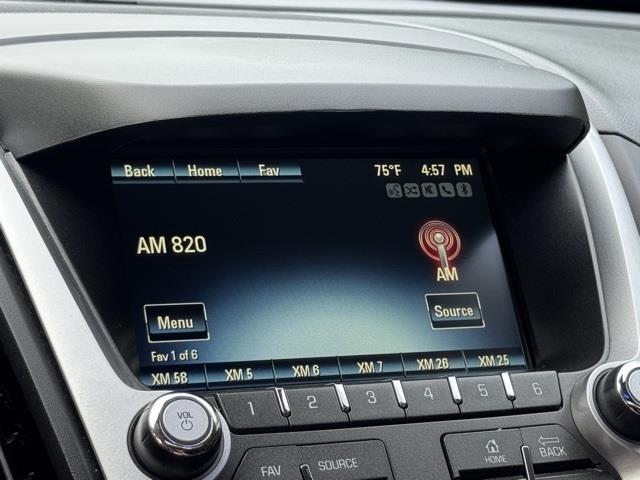 Back Home Fav 75°F 4:57 PM
AM 820
AM
Menu Source
Fav 1 of 6
XM 58 XM 5 XM 6 XM 7 XM 26 XM 25
VOL 1 2 3 4 5 6
FAV SOURCE HOME BACK